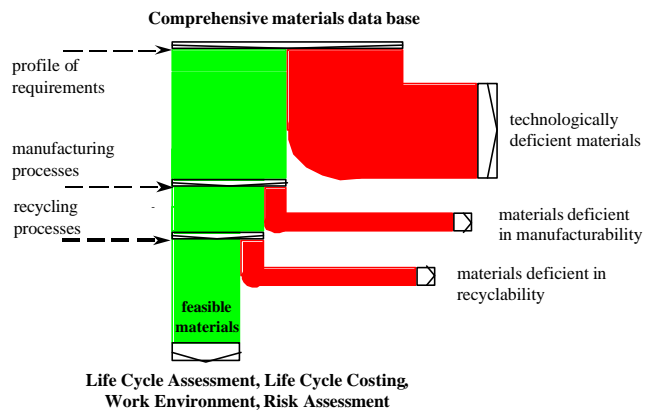 Comprehensive materials data base
profile of
requirements
technologically
deficient materials
manufacturing
processes
recycling
processes
materials deficient
in manufacturability
materials deficient in
recyclability
feasible
materials
Life Cycle Assessment, Life Cycle Costing,
Work Environment, Risk Assessment